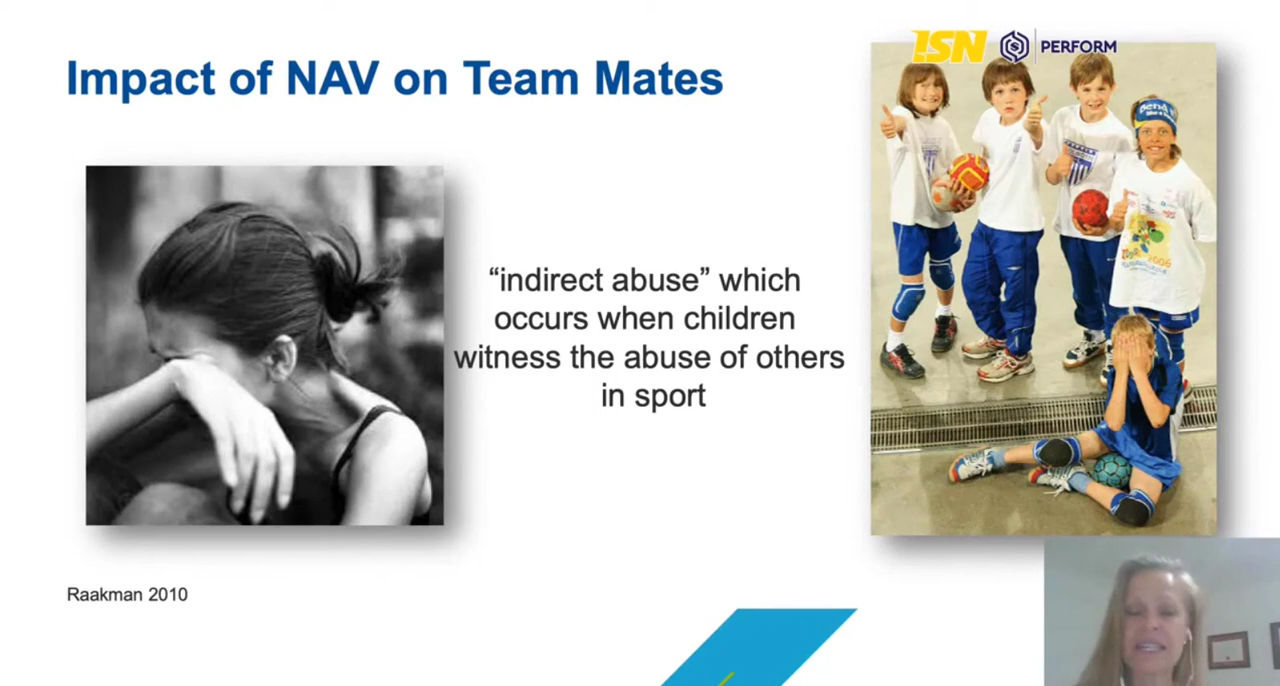 Impact of NAV on Team Mates
ISN
PERFORM
“indirect abuse” which
occurs when children
witness the abuse of others
in sport
2006
Raakman 2010